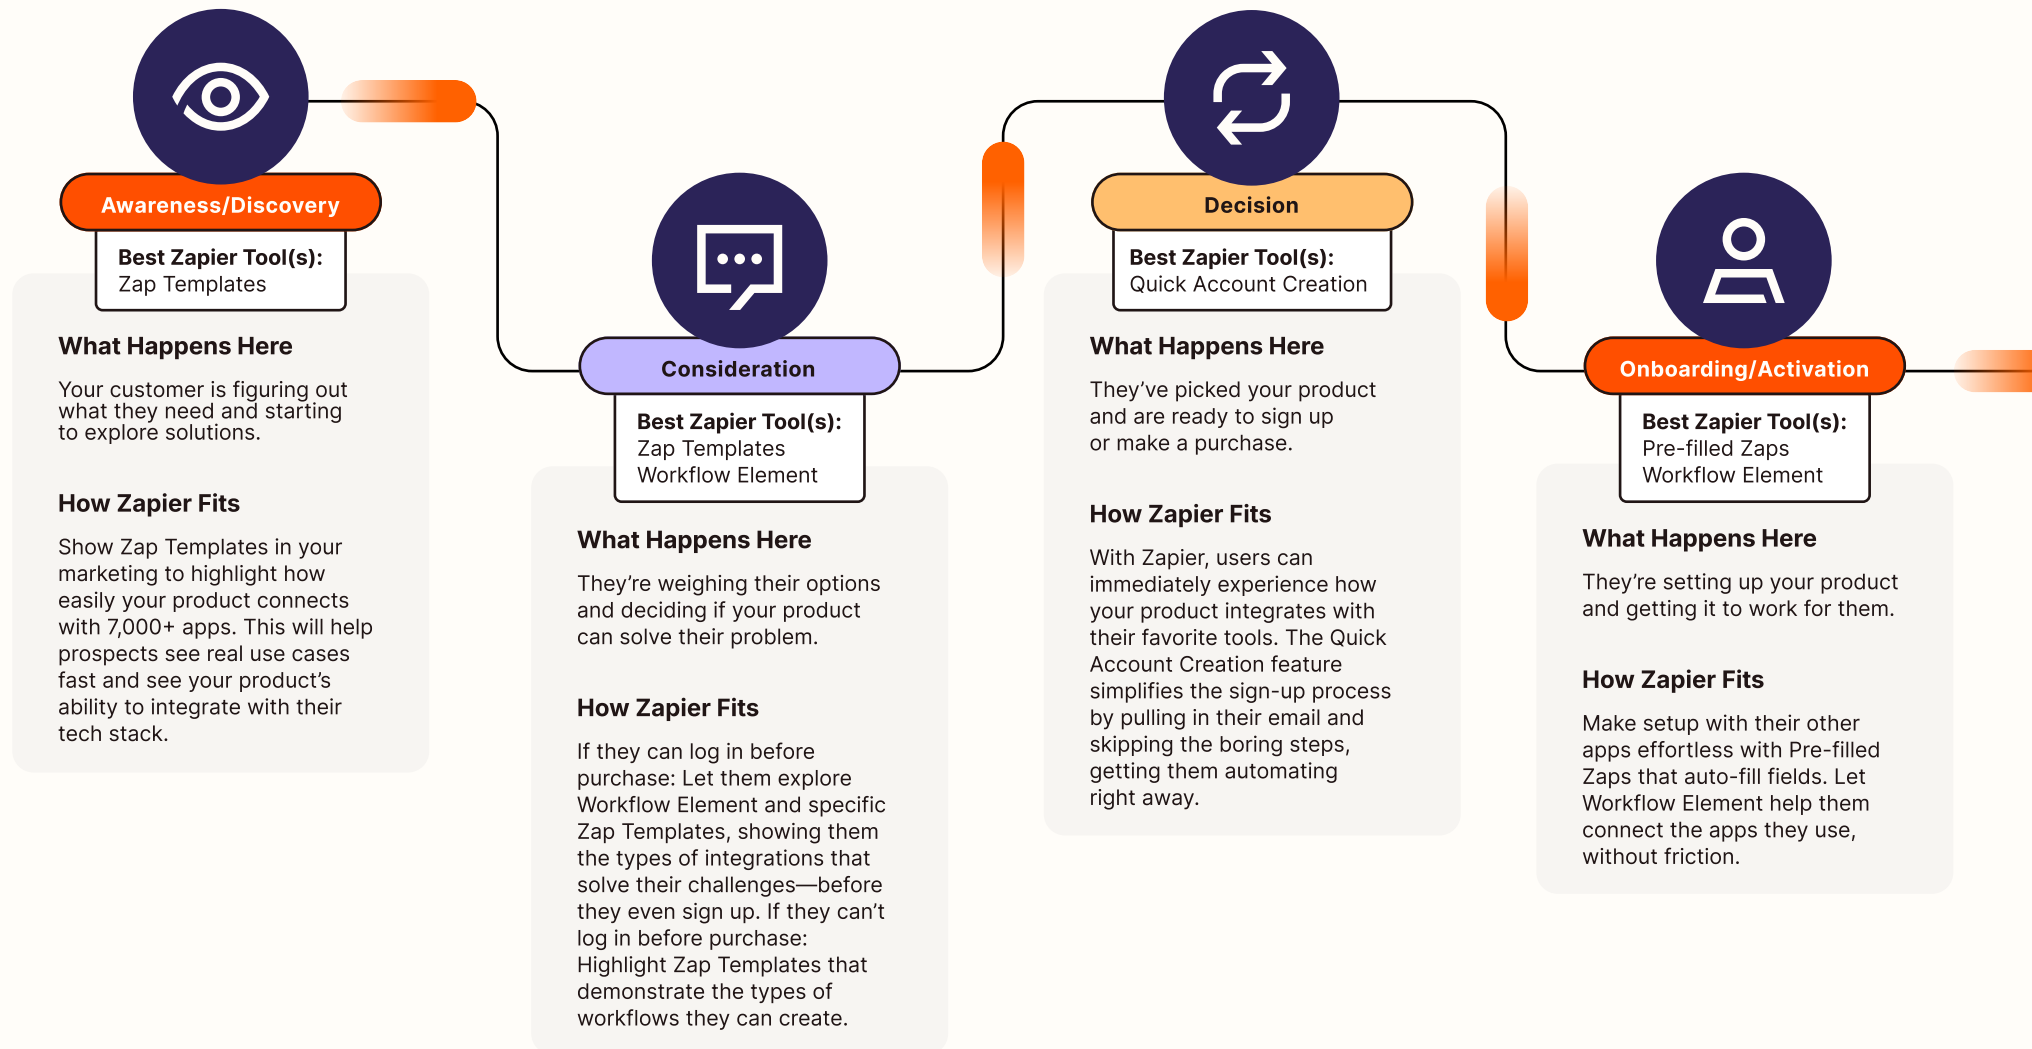 Awareness/Discovery
Best Zapier Tool(s):
Zap Templates
What Happens Here
Your customer is figuring out
what they need and starting
to explore solutions.
How Zapier Fits
Show Zap Templates in your
marketing to highlight how
easily your product connects
with 7,000+ apps. This will help
prospects see real use cases
fast and see your product’s
ability to integrate with their
tech stack.
Consideration
Best Zapier Tool(s):
Zap Templates
Workflow Element
What Happens Here
They’re weighing their options
and deciding if your product
can solve their problem.
How Zapier Fits
If they can log in before
purchase: Let them explore
Workflow Element and specific
Zap Templates, showing them
the types of integrations that
solve their challenges—before
they even sign up. If they can’t
log in before purchase:
Highlight Zap Templates that
demonstrate the types of
workflows they can create.
Decision
Best Zapier Tool(s):
Quick Account Creation
What Happens Here
They’ve picked your product
and are ready to sign up
or make a purchase.
How Zapier Fits
With Zapier, users can
immediately experience how
your product integrates with
their favorite tools. The Quick
Account Creation feature
simplifies the sign-up process
by pulling in their email and
skipping the boring steps,
getting them automating
right away.
Onboarding/Activation
Best Zapier Tool(s):
Pre-filled Zaps
Workflow Element
What Happens Here
They’re setting up your product
and getting it to work for them.
How Zapier Fits
Make setup with their other
apps effortless with Pre-filled
Zaps that auto-fill fields. Let
Workflow Element help them
connect the apps they use,
without friction.